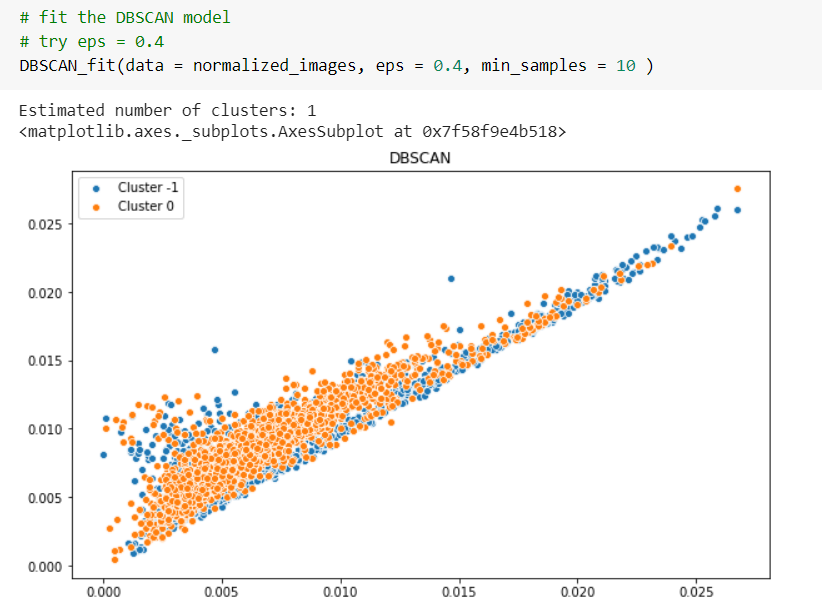 # fit the DBSCAN model
# try eps = 0.4
DBSCAN_fit(data = normalized_images, eps = 0.4, min_samples = 10 )
Estimated number of clusters: 1
<matplotlib.axes._subplots.AxesSubplot at 0x7f58f9e4b518>
DBSCAN
Cluster -1
Cluster 0
0.025
0.020
0.015
0.010
0.005
0.000
0.000 0.005 0.010 0.015 0.020 0.025